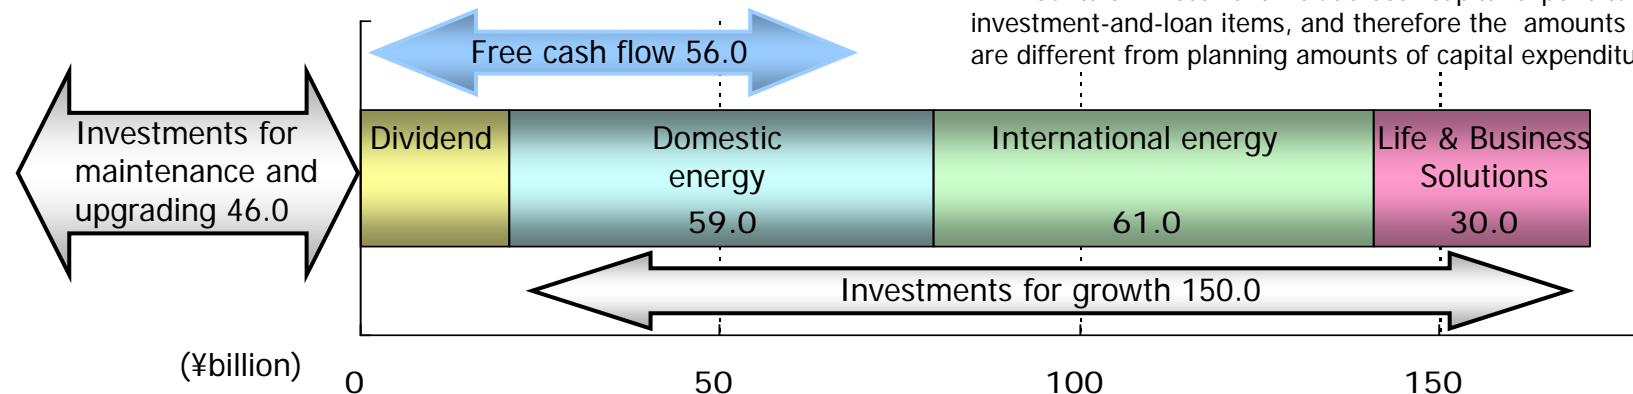 investment-and-loan items, and therefore the amounts
are different from planning amounts of capital
Free cash flow 56.0
Investments for
maintenance and
upgrading 46.0
Dividend
Domestic
energy
59.0
International energy
61.0
Life & Business
Solutions
30.0
Investments for growth 150.0
(¥billion)
0
50
100
150